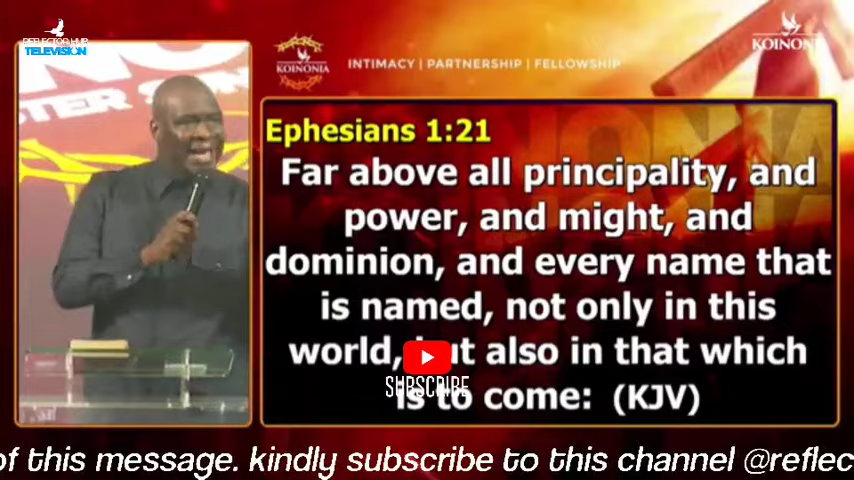 REFLECTOR HUB
TELEVISION
KOINONIA
INTIMACY | PARTNERSHIP | FELLOWSHIP
KOINONIA
Ephesians 1:21
Far above all principality, and
power, and might, and
dominion, and every name that
is named, not only in this
world, but also in that which
is to come: (KJV)
SUBSCRIBE
of this message. kindly subscribe to this channel @reflec